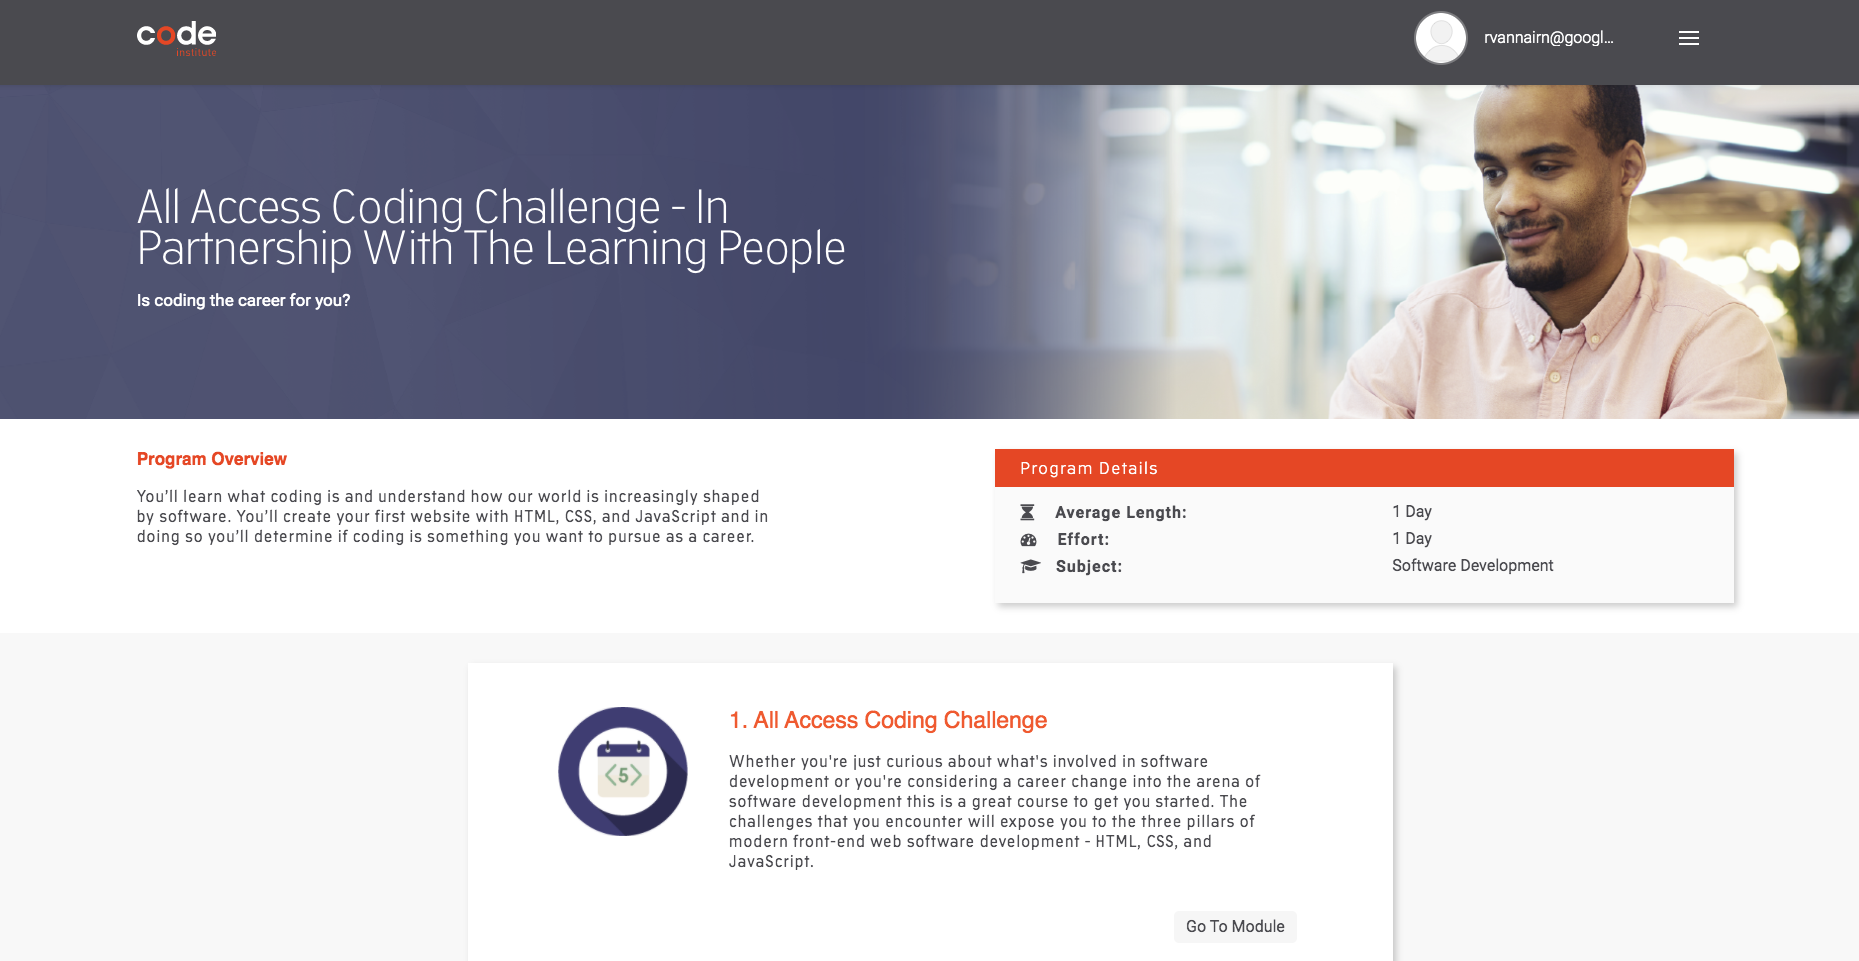 code
institute
rvannairn@googl...
All Access Coding Challenge - In
Partnership With The Learning People
Is coding the career for you?
Program Overview
You'll learn what coding is and understand how our world is increasingly shaped
by software. You'll create your first website with HTML, CSS, and JavaScript and in
doing so you'll determine if coding is something you want to pursue as a career.
Program Details
Average Length: 1 Day
Effort: 1 Day
Subject: Software Development
<5>
1. All Access Coding Challenge
Whether you're just curious about what's involved in software
development or you're considering a career change into the arena of
software development this is a great course to get you started. The
challenges that you encounter will expose you to the three pillars of
modern front-end web software development - HTML, CSS, and
JavaScript.
Go To Module